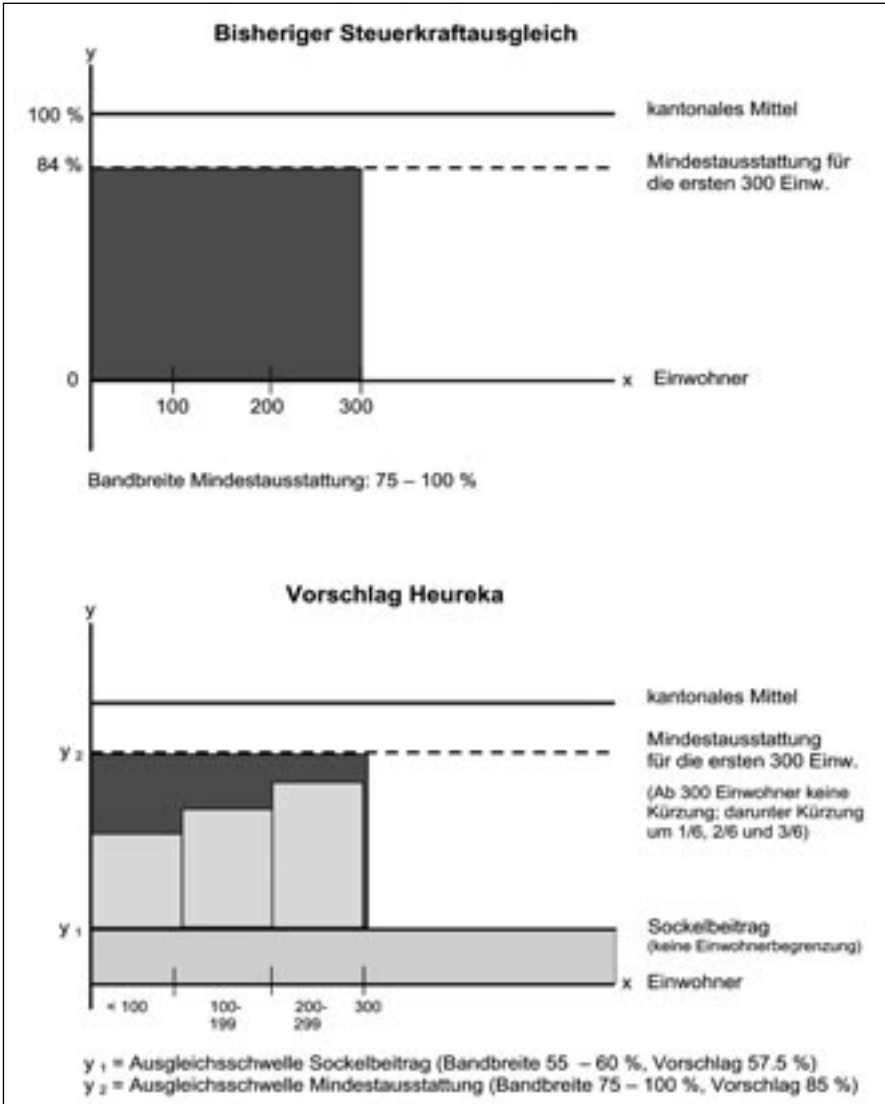 Bisheriger Steuerkraftausgleich
y
100 %
kantonales Mittel
84 %
Mindestausstattung für
die ersten 300 Einw.
0
x Einwohner
100 200 300
Bandbreite Mindestausstattung: 75 – 100 %
Vorschlag Heureka
y
kantonales Mittel
y 2
Mindestausstattung
für die ersten 300 Einw.
(Ab 300 Einwohner keine
Kürzung; darunter Kürzung
um 1/6, 2/6 und 3/6)
y 1
Sockelbeitrag
(keine Einwohnerbegrenzung)
x Einwohner
< 100 100- 200- 300
199 299
y 1 = Ausgleichsschwelle Sockelbeitrag (Bandbreite 55 – 60 %, Vorschlag 57.5 %)
y 2 = Ausgleichsschwelle Mindestausstattung (Bandbreite 75 – 100 %, Vorschlag 85 %)